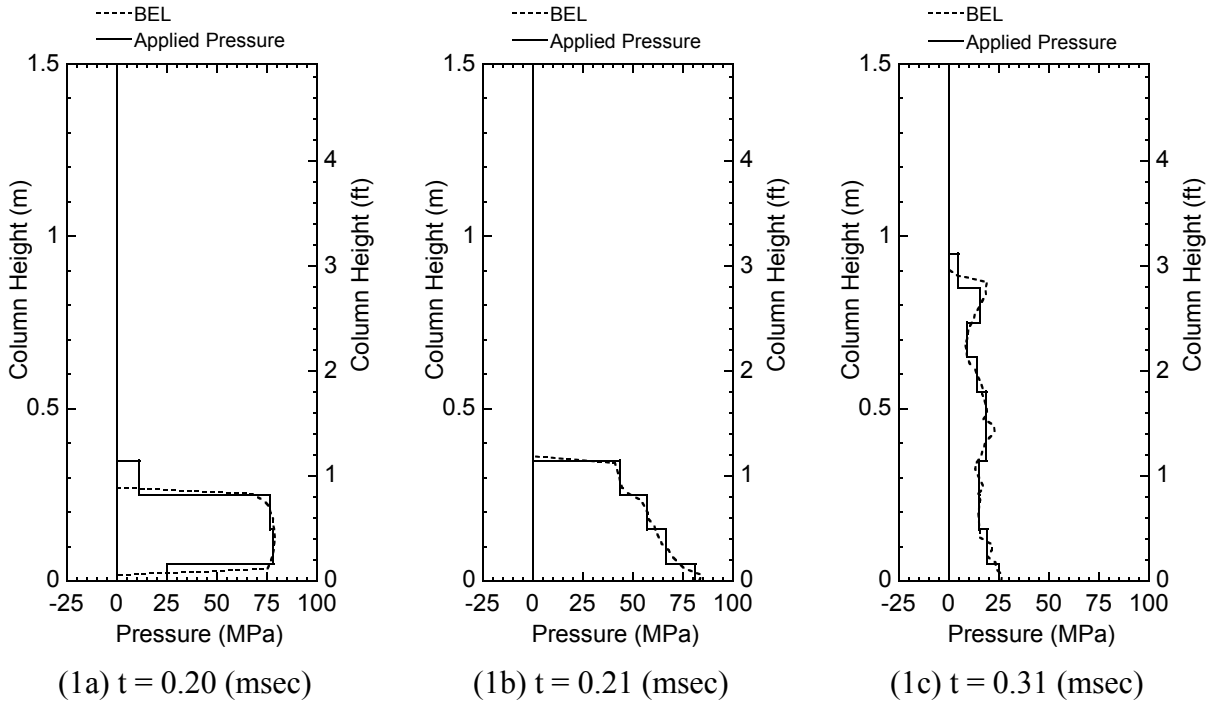 BEL
Applied Pressure
1.5
1
0.5
0
Column Height (m)
4
3
2
1
0
Column Height (ft)
-25 0 25 50 75 100
Pressure (MPa)
(1a) t = 0.20 (msec)
BEL
Applied Pressure
1.5
1
0.5
0
Column Height (m)
4
3
2
1
0
Column Height (ft)
-25 0 25 50 75 100
Pressure (MPa)
(1b) t = 0.21 (msec)
BEL
Applied Pressure
1.5
1
0.5
0
Column Height (m)
4
3
2
1
0
Column Height (ft)
-25 0 25 50 75 100
Pressure (MPa)
(1c) t = 0.31 (msec)